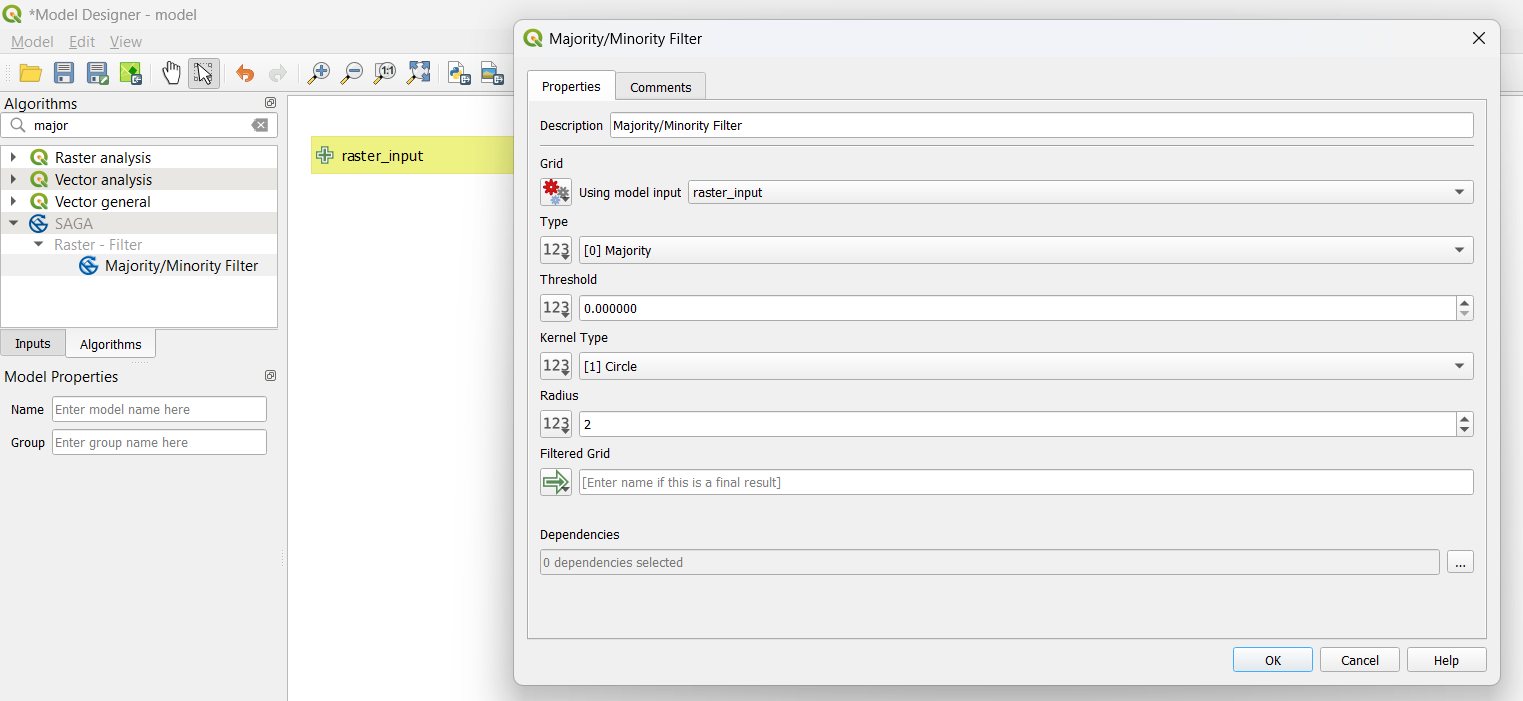 *Model Designer - model
Model Edit View
1:1
Algorithms
major
Raster analysis
Vector analysis
Vector general
SAGA
Raster - Filter
Majority/Minority Filter
Inputs
Algorithms
Model Properties
Name
Enter model name here
Group
Enter group name here
raster_input
Majority/Minority Filter
Properties
Comments
Description
Majority/Minority Filter
Grid
Using model input
raster_input
Type
123
[0] Majority
Threshold
123
0.000000
Kernel Type
123
[1] Circle
Radius
123
2
Filtered Grid
[Enter name if this is a final result]
Dependencies
0 dependencies selected
...
OK
Cancel
Help